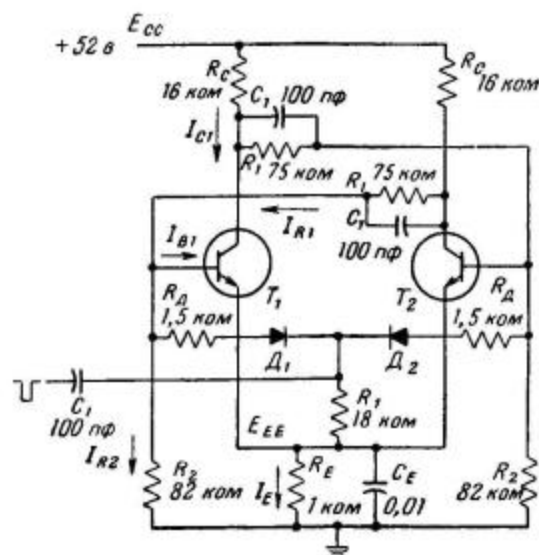 E_CC
+52 в
R_C
16 ком
C_1 100 пф
R_C
16 ком
I_C1
R_1
75 ком
75 ком
R_1
I_R1
C_1
100 пф
I_B1
T_1
T_2
R_Д
1,5 ком
R_Д
1,5 ком
Д_1
Д_2
C_1
100 пф
R_1
18 ком
E_EE
I_R2
R_2
82 ком
R_E
I_E
1 ком
C_E
0,01
R_2
82 ком